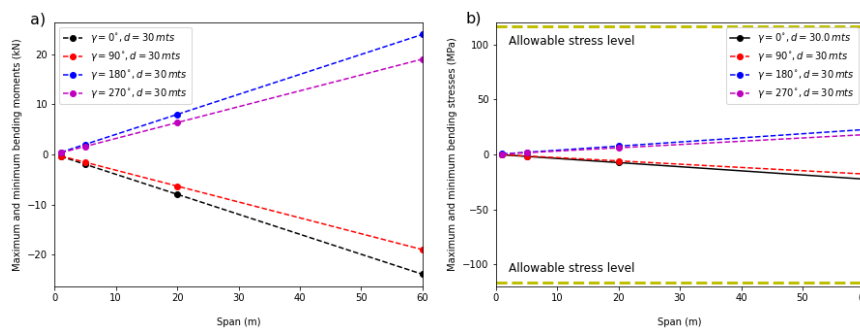 a)
Maximum and minimum bending moments (kN)
20
10
0
−10
−20
γ = 0°, d = 30 mts
γ = 90°, d = 30 mts
γ = 180°, d = 30 mts
γ = 270°, d = 30 mts
0
10
20
30
40
50
60
Span (m)
b)
Maximum and minimum bending stresses (MPa)
100
50
0
−50
−100
Allowable stress level
γ = 0°, d = 30.0 mts
γ = 90°, d = 30 mts
γ = 180°, d = 30 mts
γ = 270°, d = 30 mts
Allowable stress level
0
10
20
30
40
50
60
Span (m)